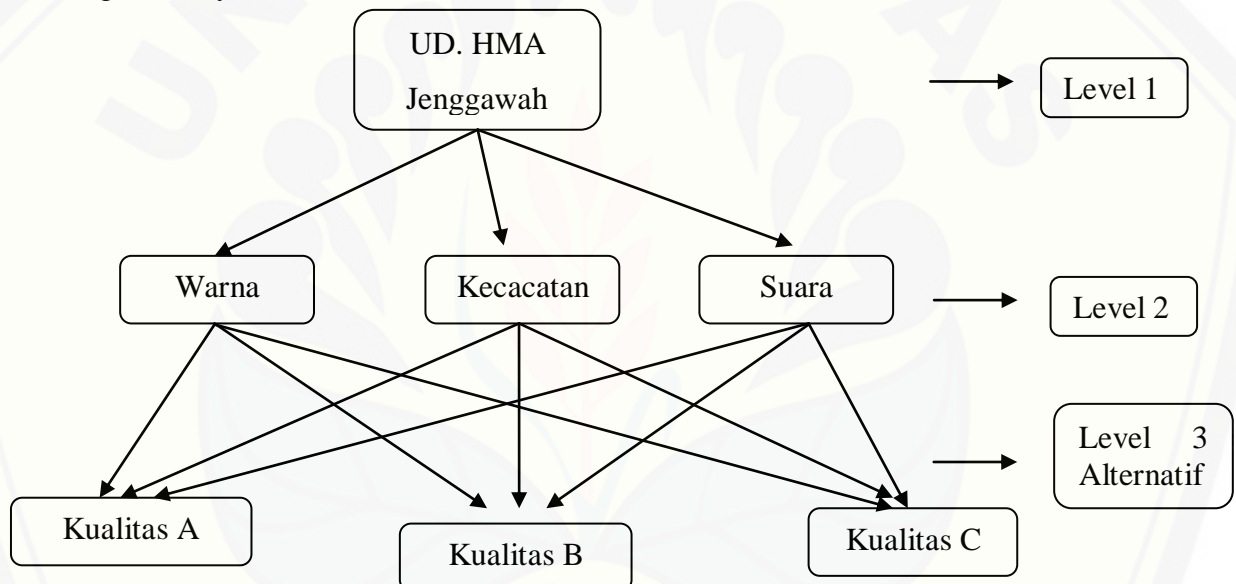 UD. HMA
Jenggawah
Level 1
Warna
Kecacatan
Suara
Level 2
Level 3
Alternatif
Kualitas A
Kualitas B
Kualitas C